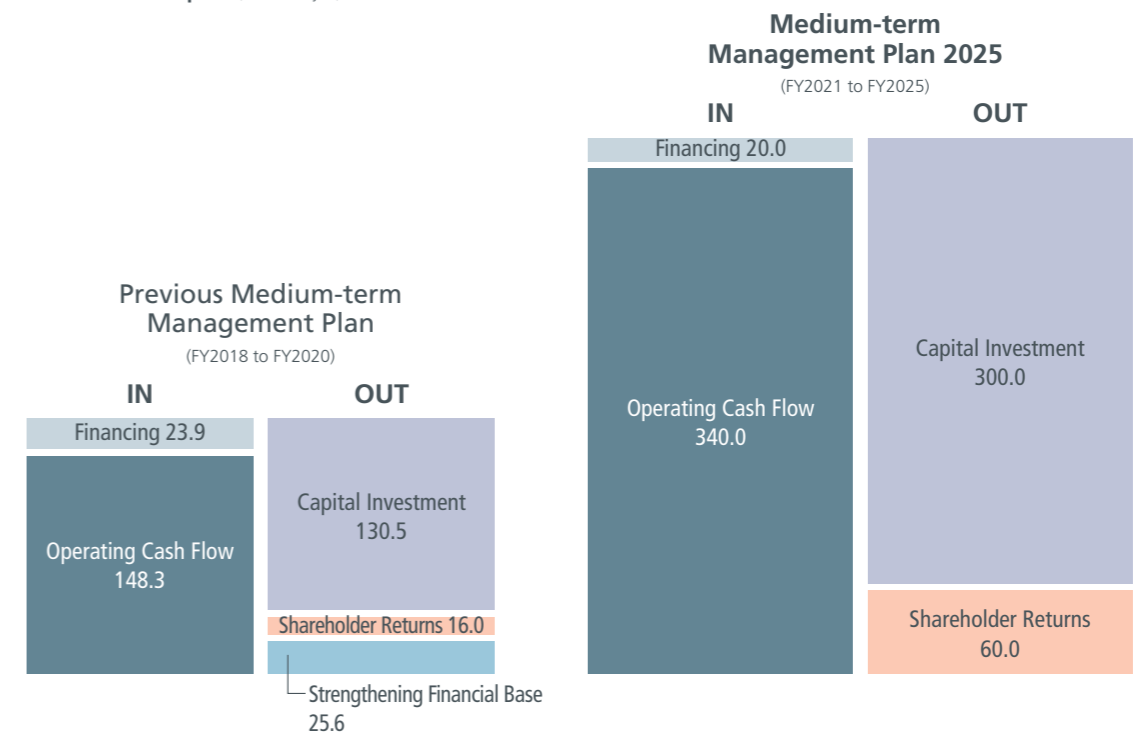 Previous Medium-term
Management Plan
(FY2018 to FY2020)
IN
OUT
Financing 23.9
Operating Cash Flow
148.3
Capital Investment
130.5
Shareholder Returns 16.0
Strengthening Financial Base
25.6
Medium-term
Management Plan 2025
(FY2021 to FY2025)
IN
OUT
Financing 20.0
Operating Cash Flow
340.0
Capital Investment
300.0
Shareholder Returns
60.0